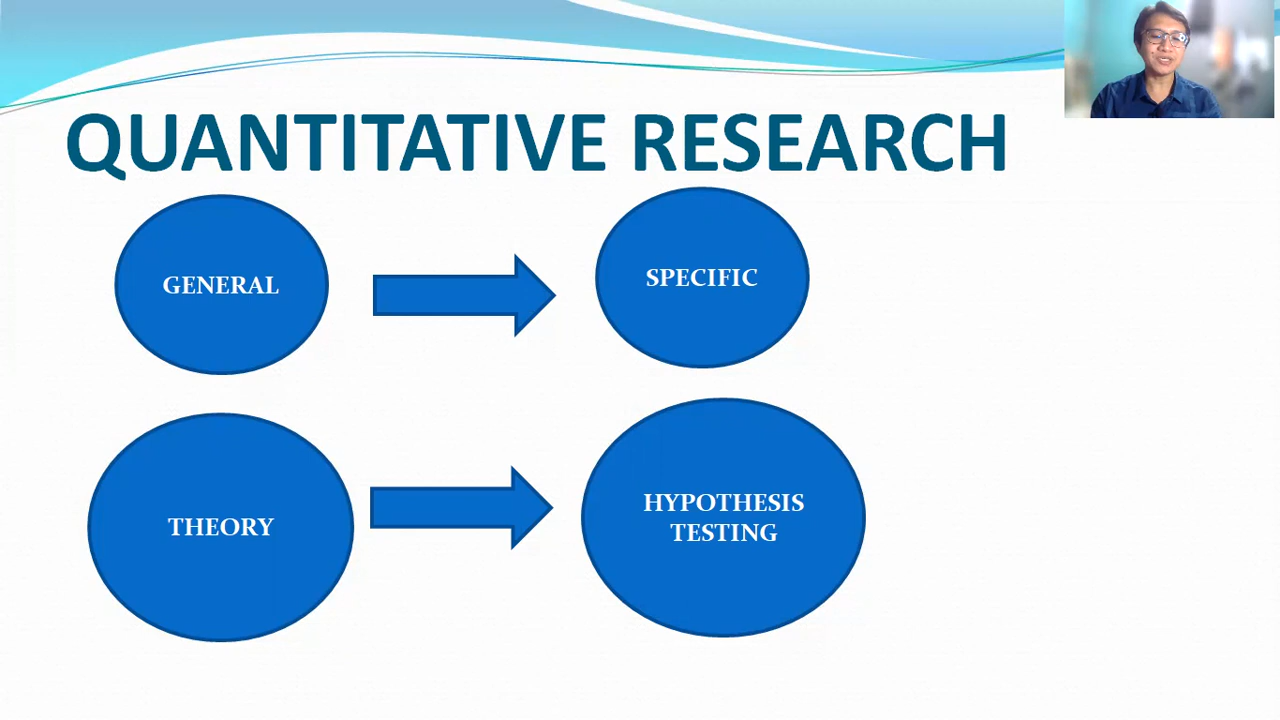 QUANTITATIVE RESEARCH
GENERAL
SPECIFIC
THEORY
HYPOTHESIS
TESTING